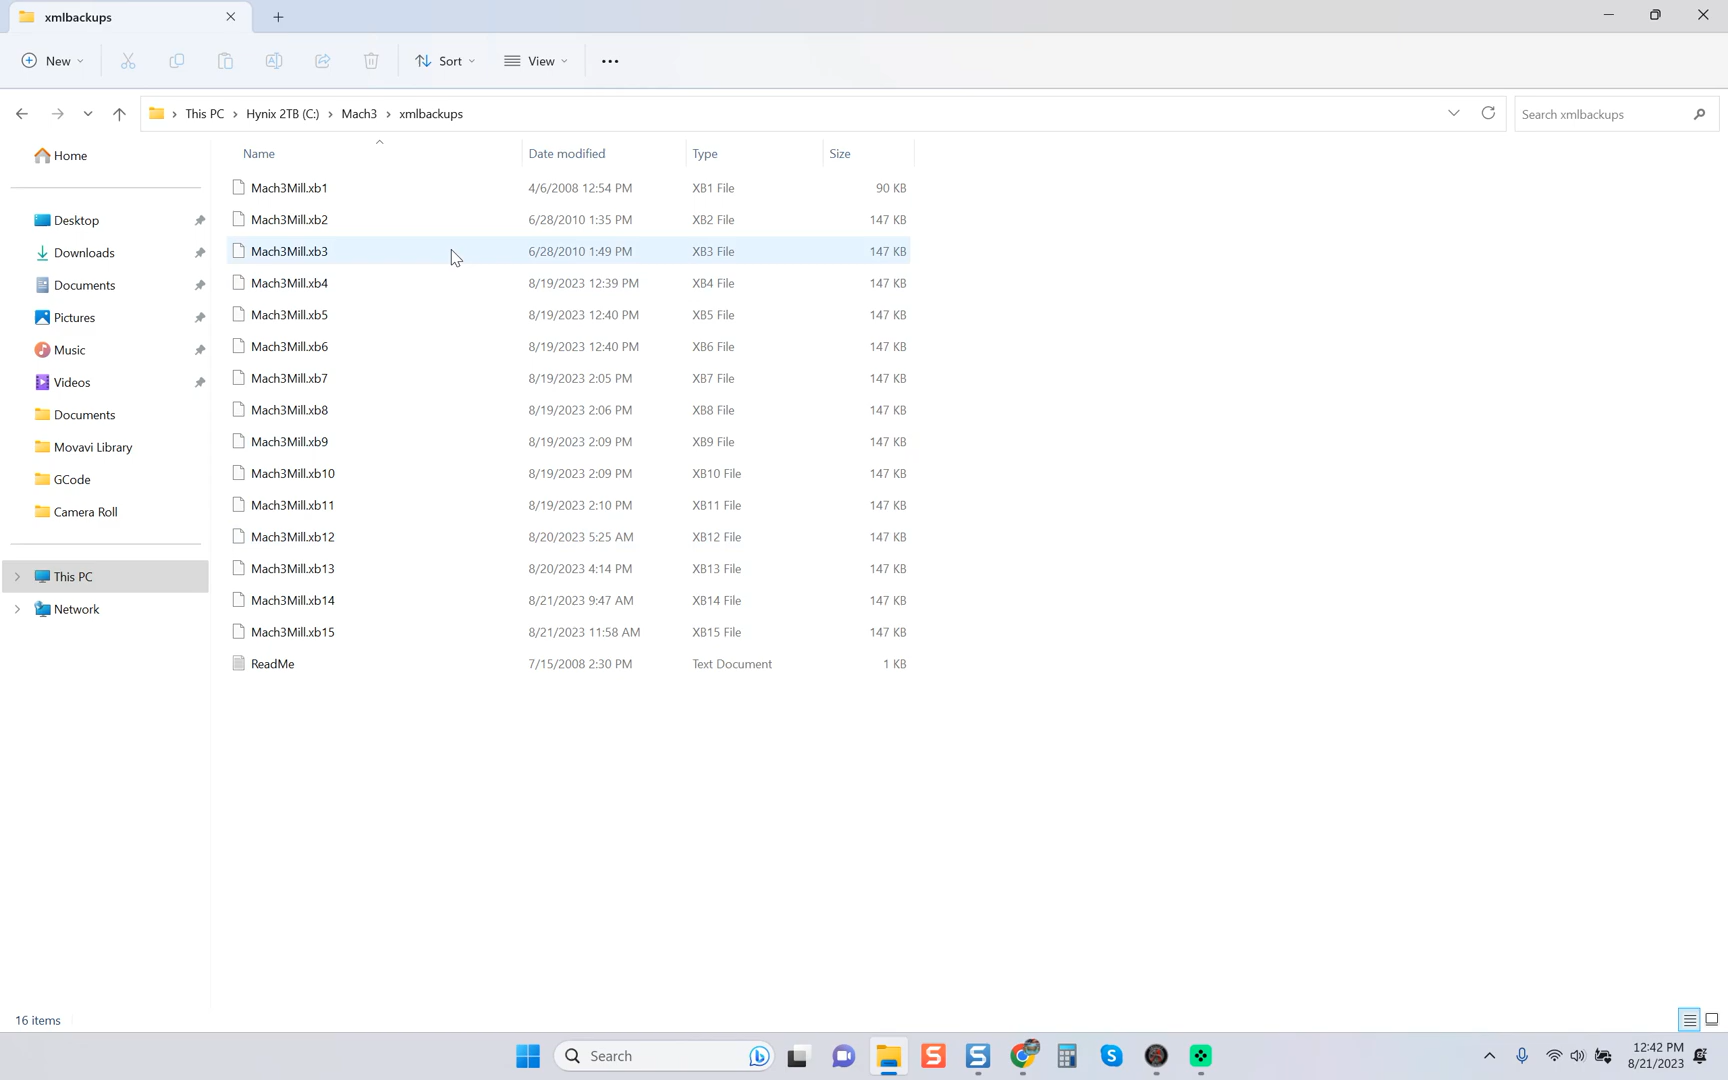 xmlbackups
New
Sort
View
This PC > Hynix 2TB (C:) > Mach3 > xmlbackups
Search xmlbackups
Home
Desktop
Downloads
Documents
Pictures
Music
Videos
Documents
Movavi Library
GCode
Camera Roll
This PC
Network
Name Date modified Type Size
Mach3Mill.xb1 4/6/2008 12:54 PM XB1 File 90 KB
Mach3Mill.xb2 6/28/2010 1:35 PM XB2 File 147 KB
Mach3Mill.xb3 6/28/2010 1:49 PM XB3 File 147 KB
Mach3Mill.xb4 8/19/2023 12:39 PM XB4 File 147 KB
Mach3Mill.xb5 8/19/2023 12:40 PM XB5 File 147 KB
Mach3Mill.xb6 8/19/2023 12:40 PM XB6 File 147 KB
Mach3Mill.xb7 8/19/2023 2:05 PM XB7 File 147 KB
Mach3Mill.xb8 8/19/2023 2:06 PM XB8 File 147 KB
Mach3Mill.xb9 8/19/2023 2:09 PM XB9 File 147 KB
Mach3Mill.xb10 8/19/2023 2:09 PM XB10 File 147 KB
Mach3Mill.xb11 8/19/2023 2:10 PM XB11 File 147 KB
Mach3Mill.xb12 8/20/2023 5:25 AM XB12 File 147 KB
Mach3Mill.xb13 8/20/2023 4:14 PM XB13 File 147 KB
Mach3Mill.xb14 8/21/2023 9:47 AM XB14 File 147 KB
Mach3Mill.xb15 8/21/2023 11:58 AM XB15 File 147 KB
ReadMe 7/15/2008 2:30 PM Text Document 1 KB
16 items
Search
12:42 PM
8/21/2023